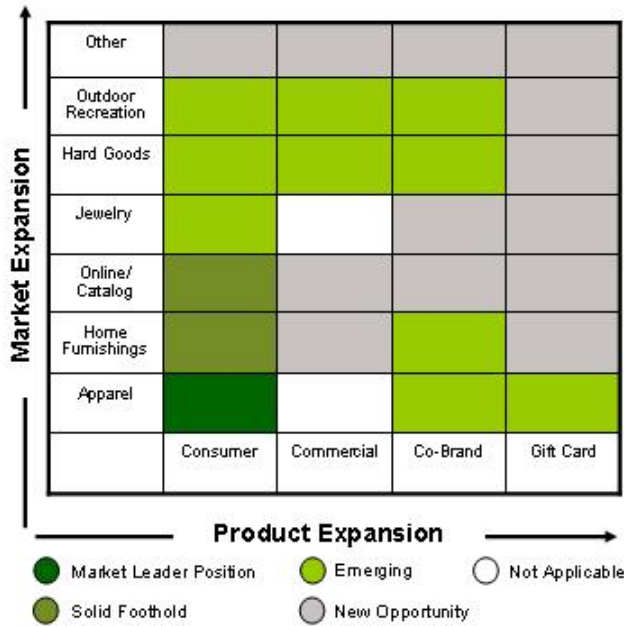 Other
Outdoor
Recreation
Hard Goods
Jewelry
Online/
Catalog
Home
Furnishings
Apparel
Consumer Commercial Co-Brand Gift Card
Market Expansion
Product Expansion
Market Leader Position Emerging Not Applicable
Solid Foothold New Opportunity